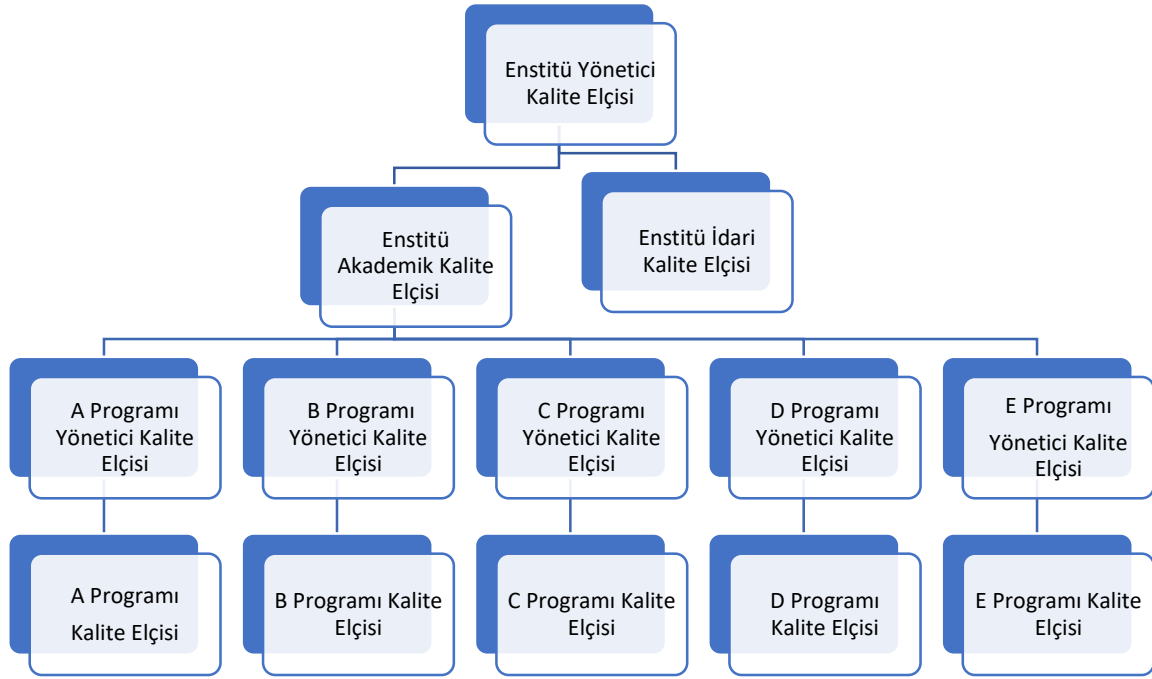 Enstitü Yönetici
Kalite Elçisi
Enstitü
Akademik Kalite
Elçisi
Enstitü İdari
Kalite Elçisi
A Programı
Yönetici Kalite
Elçisi
B Programı
Yönetici Kalite
Elçisi
C Programı
Yönetici Kalite
Elçisi
D Programı
Yönetici Kalite
Elçisi
E Programı
Yönetici Kalite
Elçisi
A Programı
Kalite Elçisi
B Programı Kalite
Elçisi
C Programı Kalite
Elçisi
D Programı
Kalite Elçisi
E Programı Kalite
Elçisi